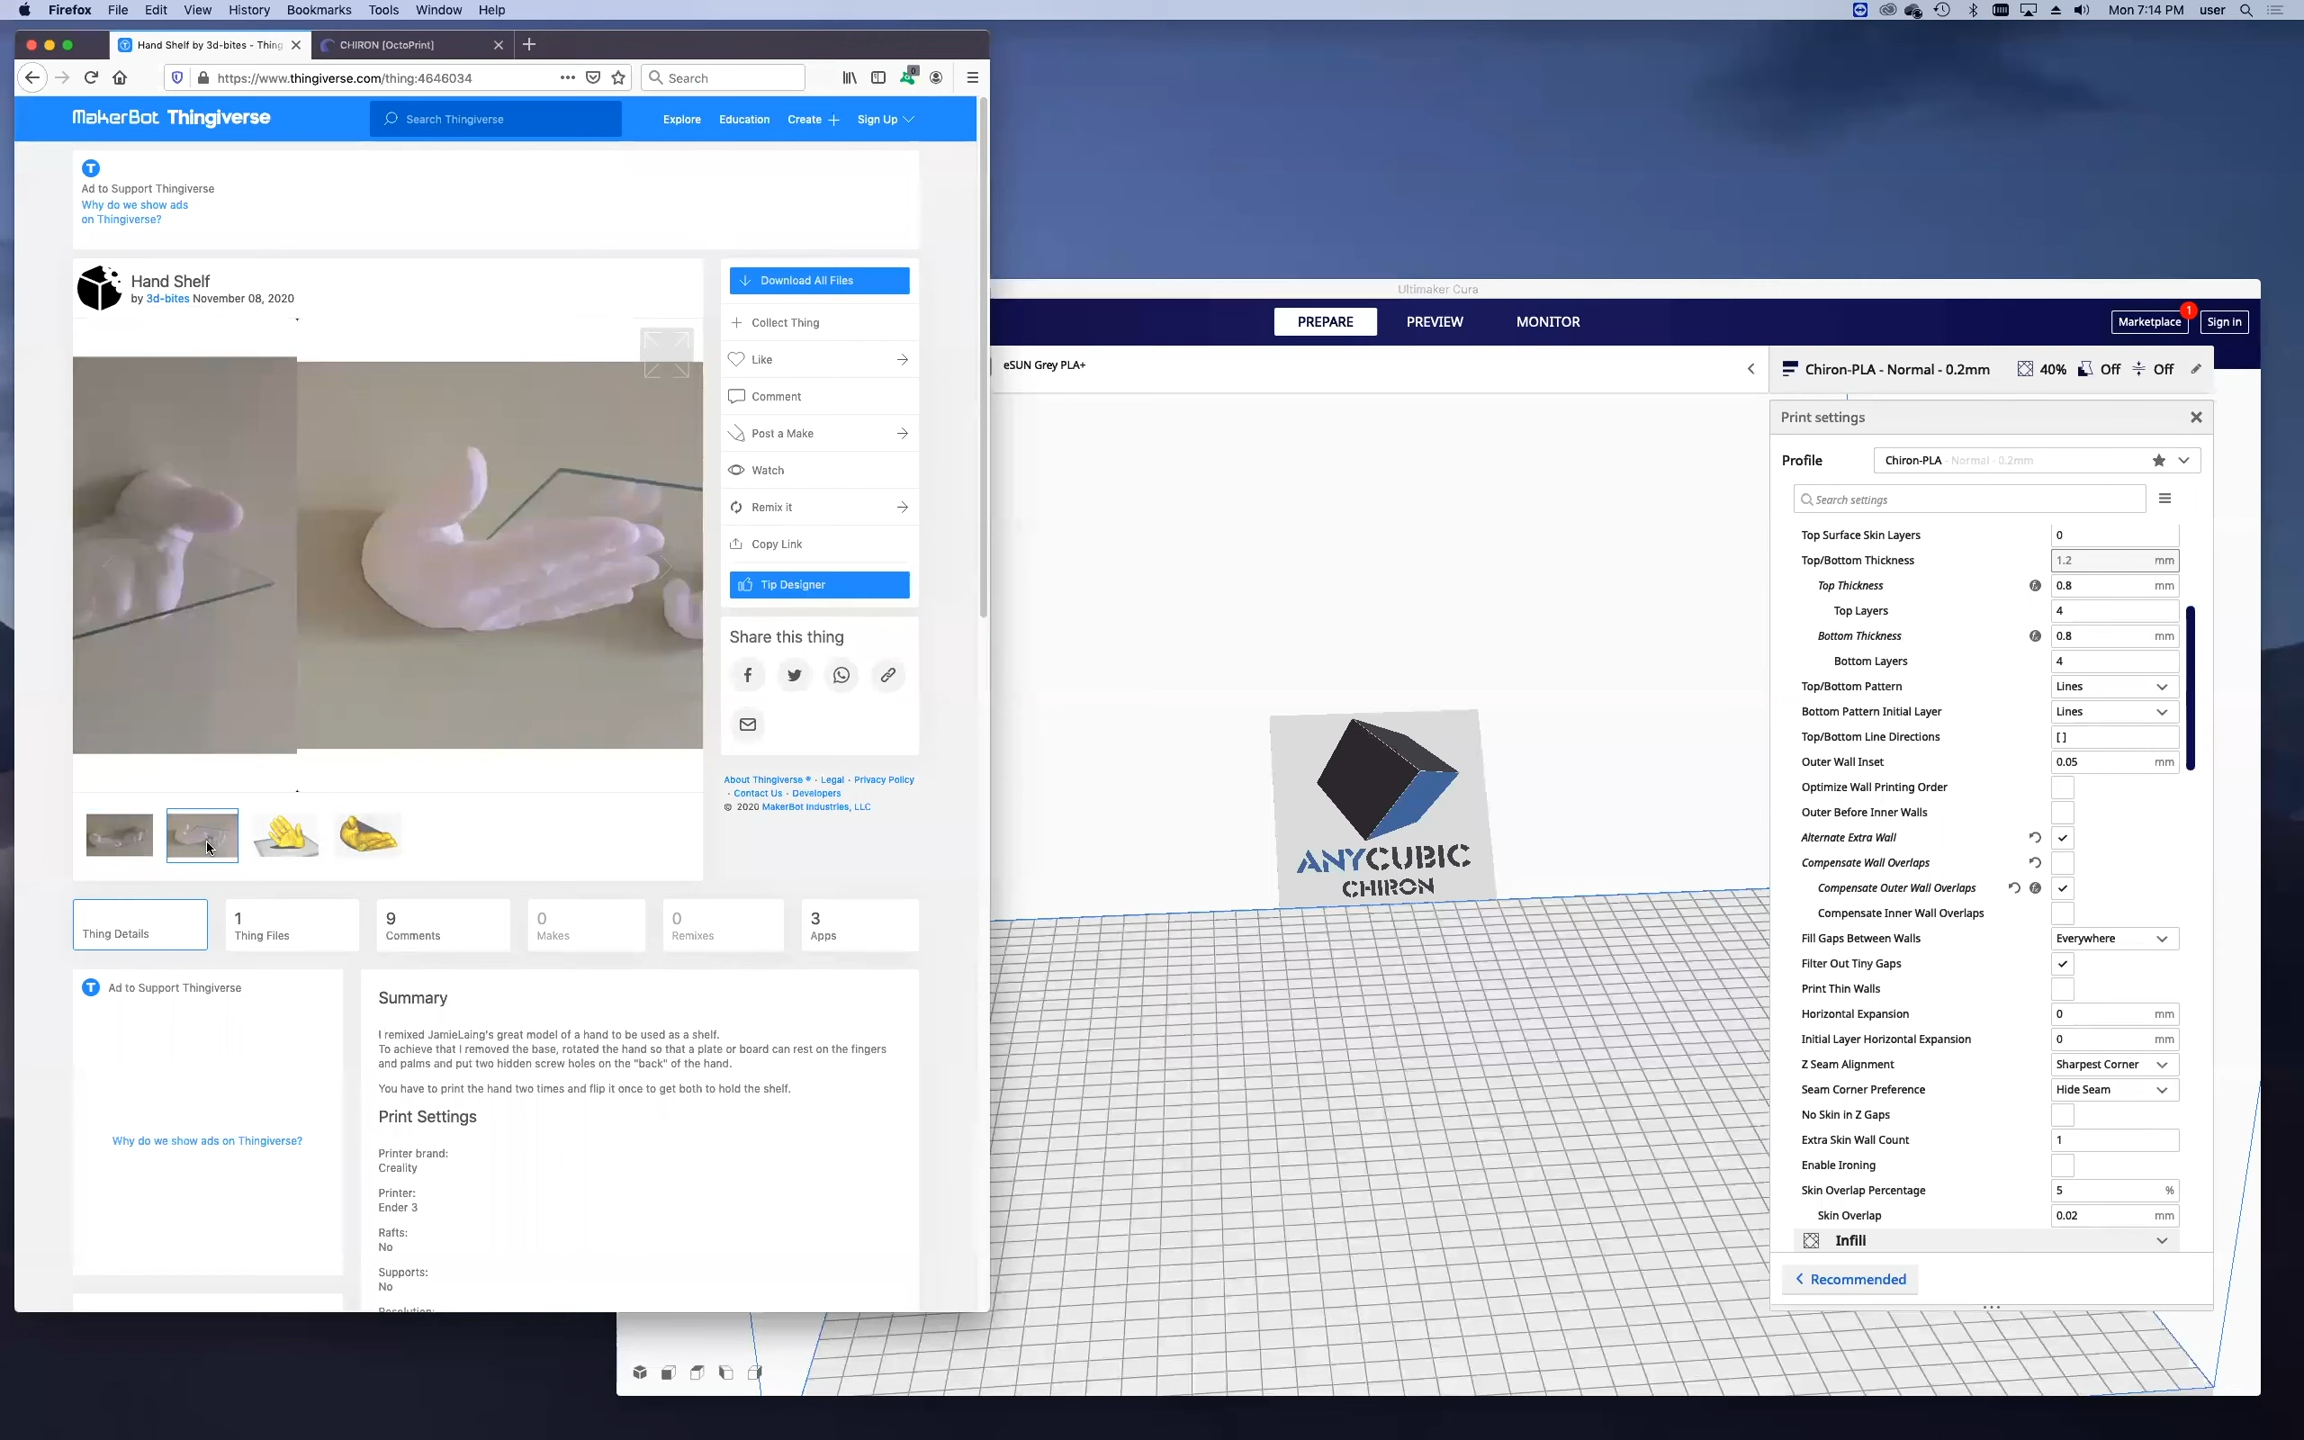 Firefox File Edit View History Bookmarks Tools Window Help
Mon 7:14 PM user
Hand Shelf by 3d-bites - Thing
CHIRON [OctoPrint]
https://www.thingiverse.com/thing:4646034
Search
0
MakerBot Thingiverse
Search Thingiverse
Explore Education Create Sign Up
T
Ad to Support Thingiverse
Why do we show ads
on Thingiverse?
Hand Shelf
by 3d-bites November 08, 2020
Download All Files
Collect Thing
Like
Comment
Post a Make
Watch
Remix it
Copy Link
Tip Designer
Share this thing
About Thingiverse ® · Legal · Privacy Policy
· Contact Us · Developers
© 2020 MakerBot Industries, LLC
Thing Details
1
Thing Files
9
Comments
0
Makes
0
Remixes
3
Apps
T
Ad to Support Thingiverse
Why do we show ads on Thingiverse?
Summary
I remixed JamieLaing's great model of a hand to be used as a shelf.
To achieve that I removed the base, rotated the hand so that a plate or board can rest on the fingers
and palms and put two hidden screw holes on the "back" of the hand.
You have to print the hand two times and flip it once to get both to hold the shelf.
Print Settings
Printer brand:
Creality
Printer:
Ender 3
Rafts:
No
Supports:
No
Resolution:
Ultimaker Cura
PREPARE PREVIEW MONITOR
Marketplace 1 Sign in
eSUN Grey PLA+
Chiron-PLA - Normal - 0.2mm 40% Off Off
Print settings
Profile Chiron-PLA - Normal - 0.2mm
Search settings
Top Surface Skin Layers 0
Top/Bottom Thickness 1.2 mm
Top Thickness 0.8 mm
Top Layers 4
Bottom Thickness 0.8 mm
Bottom Layers 4
Top/Bottom Pattern Lines
Bottom Pattern Initial Layer Lines
Top/Bottom Line Directions [ ]
Outer Wall Inset 0.05 mm
Optimize Wall Printing Order
Outer Before Inner Walls
Alternate Extra Wall
Compensate Wall Overlaps
Compensate Outer Wall Overlaps
Compensate Inner Wall Overlaps
Fill Gaps Between Walls Everywhere
Filter Out Tiny Gaps
Print Thin Walls
Horizontal Expansion 0 mm
Initial Layer Horizontal Expansion 0 mm
Z Seam Alignment Sharpest Corner
Seam Corner Preference Hide Seam
No Skin in Z Gaps
Extra Skin Wall Count 1
Enable Ironing
Skin Overlap Percentage 5 %
Skin Overlap 0.02 mm
Infill
Recommended
ANYCUBIC
CHIRON